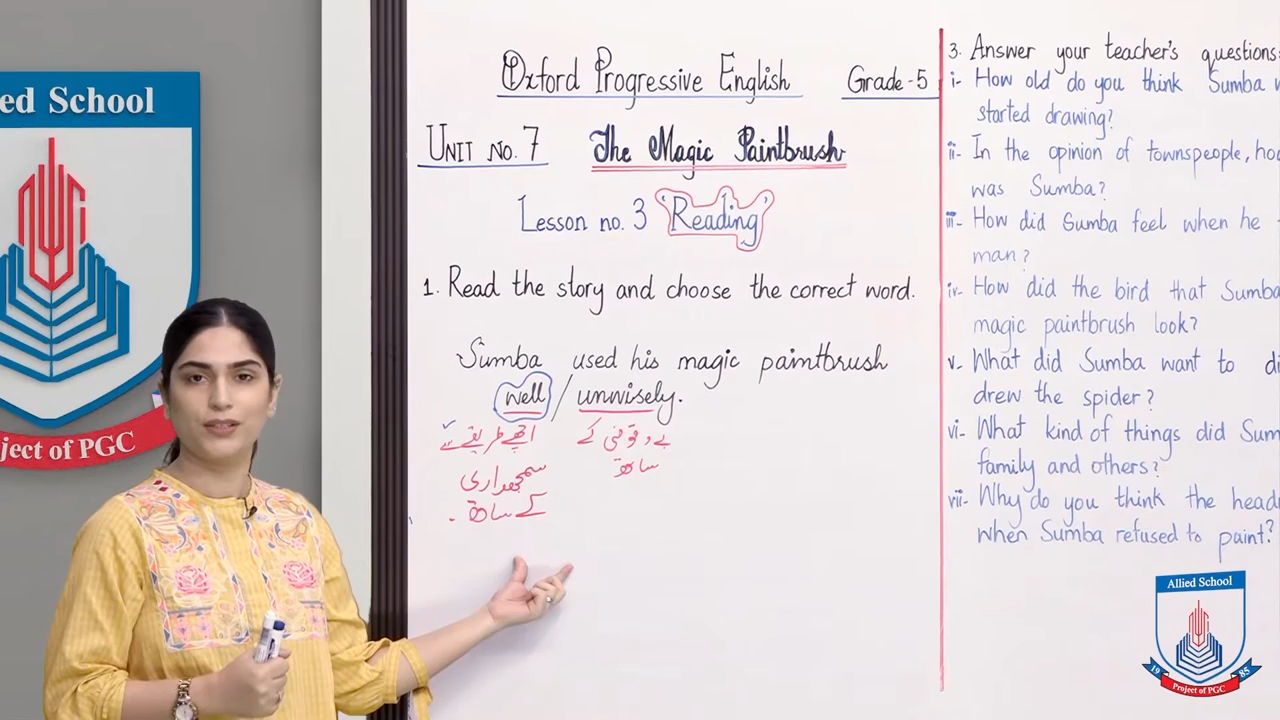 Allied School
Project of PGC
Oxford Progressive English
Grade-5
Unit No. 7
The Magic Paintbrush
Lesson no. 3 'Reading'
1. Read the story and choose the correct word.
Sumba used his magic paintbrush
well / unwisely.
اچھے طریقے سے
سمجھداری
کے ساتھ
بے وقوفی کے
ساتھ
3. Answer your teacher's questions:
i- How old do you think Sumba w
started drawing?
ii- In the opinion of townspeople, how
was Sumba?
iii- How did Sumba feel when he
man?
iv- How did the bird that Sumba
magic paintbrush look?
v. What did Sumba want to d
drew the spider?
vi- What kind of things did Sum
family and others?
vii- Why do you think the head
when Sumba refused to paint?
Allied School
19 85
Project of PGC